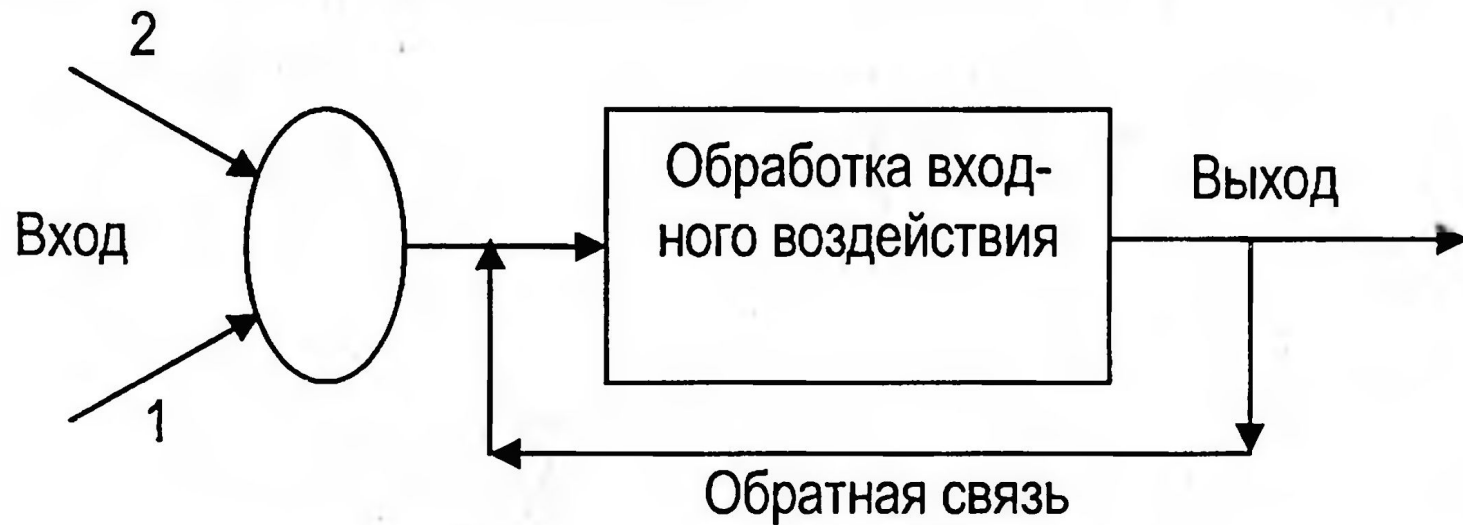 2
Обработка вход-
ного воздействия
Выход
Вход
1
Обратная связь